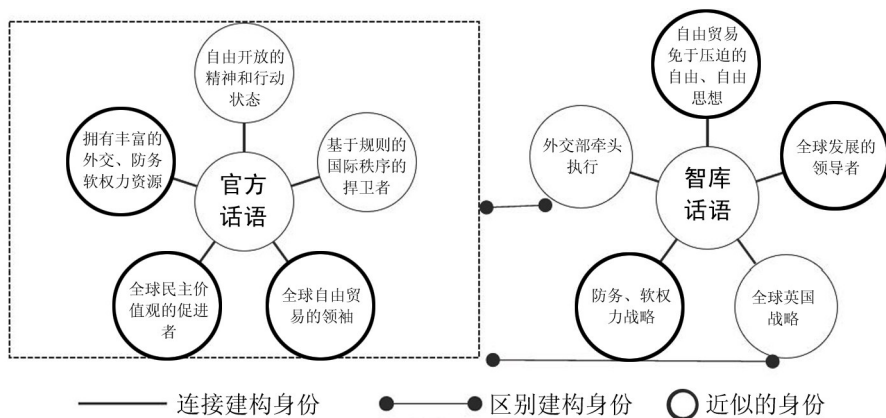 自由开放的
精神和行动
状态
拥有丰富的
外交、防务
软权力资源
基于规则的
国际秩序的
捍卫者
官方
话语
全球民主价
值观的促进
者
全球自由贸
易的领袖
自由贸易
免于压迫的
自由、自由
思想
外交部牵头
执行
全球发展的
领导者
智库
话语
防务、软权
力战略
全球英国
战略
连接建构身份
区别建构身份
近似的身份